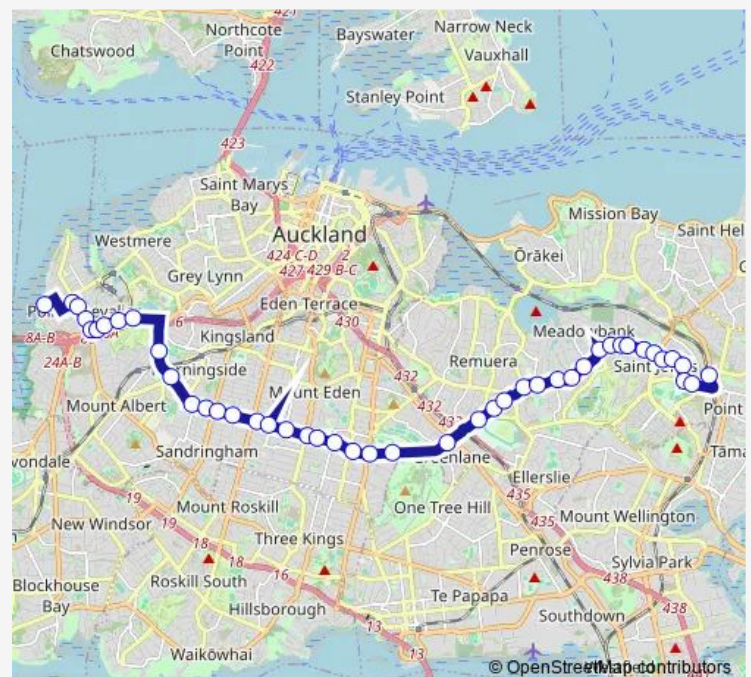 421
Northcote
Point
Narrow Neck
Chatswood
Bayswater
Vauxhall
422
Stanley Point
423
Saint Marys
Bay
Mission Bay
Westmere
Auckland
Saint Hel
Ōrākei
424 C-D
2
427
429 B-C
Grey Lynn
Eden Terrace
8A-B
6
Kingsland
430
Meadowbank
24A-B
Remuera
Saint
Mount Eden
432
Mount Albert
432
Point
vondale
Sandringham
Greenlane
Tāma
Ellerslie
435
19
Mount Roskill
One Tree Hill
New Windsor
19
435
Mount Wellington
18
Three Kings
Penrose
Blockhouse
Bay
Roskill South
18
16
438
Sylvia Park
Hillsborough
Te Papapa
438
13
Southdown
Waikōwhai
13
© OpenStreetMap contributors